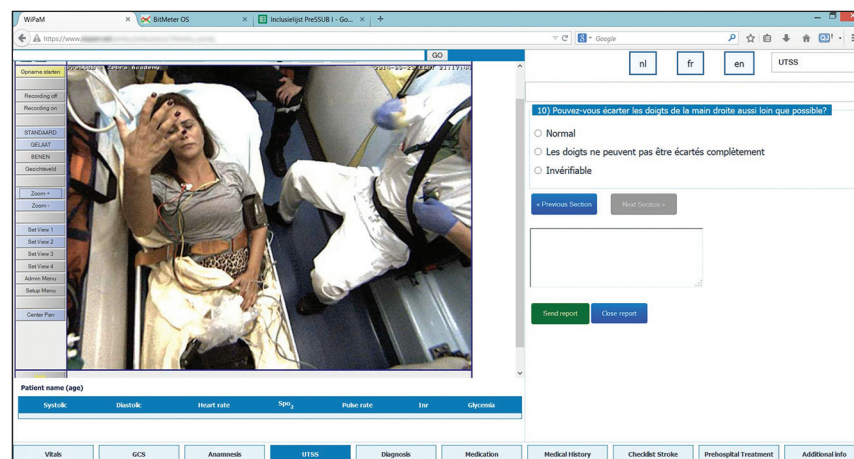 WiPaM
BitMeter OS
Inclusielijst PreSSUB I - Go...
https://www.
Google
GO
nl
fr
en
UTSS
Opname starten
Zebra Academy
Recording off
Recording on
STANDAARD
GELAAT
BENEN
Gezichtsveld
Zoom +
Zoom -
Set View 1
Set View 2
Set View 3
Set View 4
Admin Menu
Setup Menu
Center Pan
10) Pouvez-vous écarter les doigts de la main droite aussi loin que possible?
Normal
Les doigts ne peuvent pas être écartés complètement
Invérifiable
« Previous Section
Next Section »
Send report
Close report
Patient name (age)
Systolic Diastolic Heart rate Spo2 Pulse rate Inr Glycemia
Vitals GCS Anamnesis UTSS Diagnosis Medication Medical History Checklist Stroke Prehospital Treatment Additional info